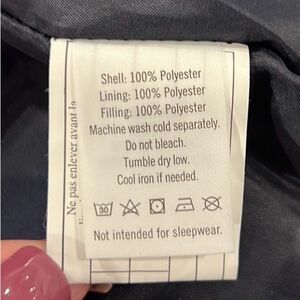 Shell: 100% Polyester
Lining: 100% Polyester
Filling: 100% Polyester
Machine wash cold separately.
Do not bleach.
Tumble dry low.
Cool iron if needed.
30
Not intended for sleepwear.
Ne pas enlever avant la